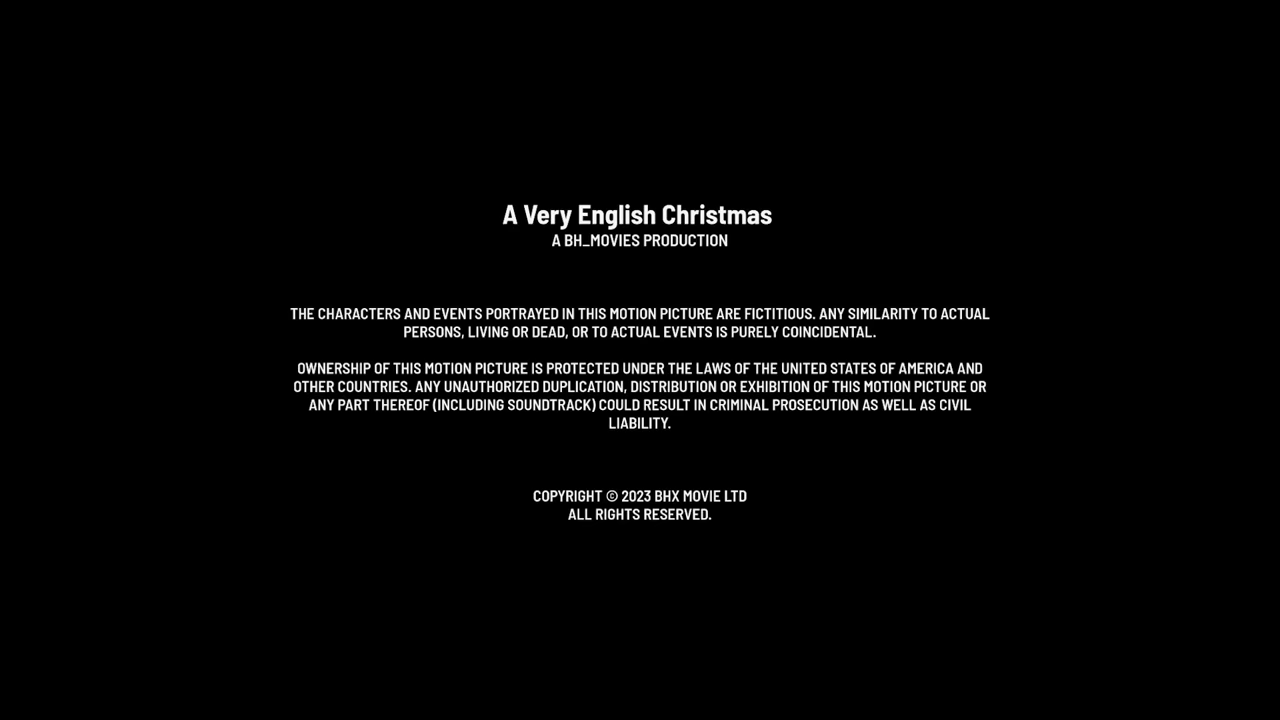 A Very English Christmas
A BH_MOVIES PRODUCTION
THE CHARACTERS AND EVENTS PORTRAYED IN THIS MOTION PICTURE ARE FICTITIOUS. ANY SIMILARITY TO ACTUAL
PERSONS, LIVING OR DEAD, OR TO ACTUAL EVENTS IS PURELY COINCIDENTAL.
OWNERSHIP OF THIS MOTION PICTURE IS PROTECTED UNDER THE LAWS OF THE UNITED STATES OF AMERICA AND
OTHER COUNTRIES. ANY UNAUTHORIZED DUPLICATION, DISTRIBUTION OR EXHIBITION OF THIS MOTION PICTURE OR
ANY PART THEREOF (INCLUDING SOUNDTRACK) COULD RESULT IN CRIMINAL PROSECUTION AS WELL AS CIVIL
LIABILITY.
COPYRIGHT © 2023 BHX MOVIE LTD
ALL RIGHTS RESERVED.